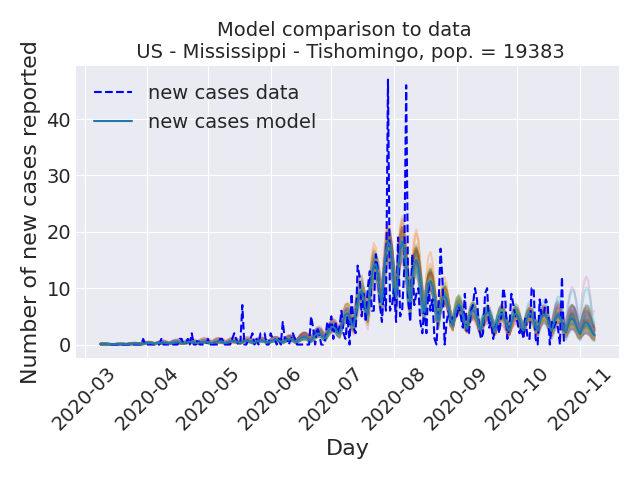 Model comparison to data
US - Mississippi - Tishomingo, pop. = 19383
Number of new cases reported
new cases data
new cases model
40
30
20
10
0
2020-03
2020-04
2020-05
2020-06
2020-07
2020-08
2020-09
2020-10
2020-11
Day